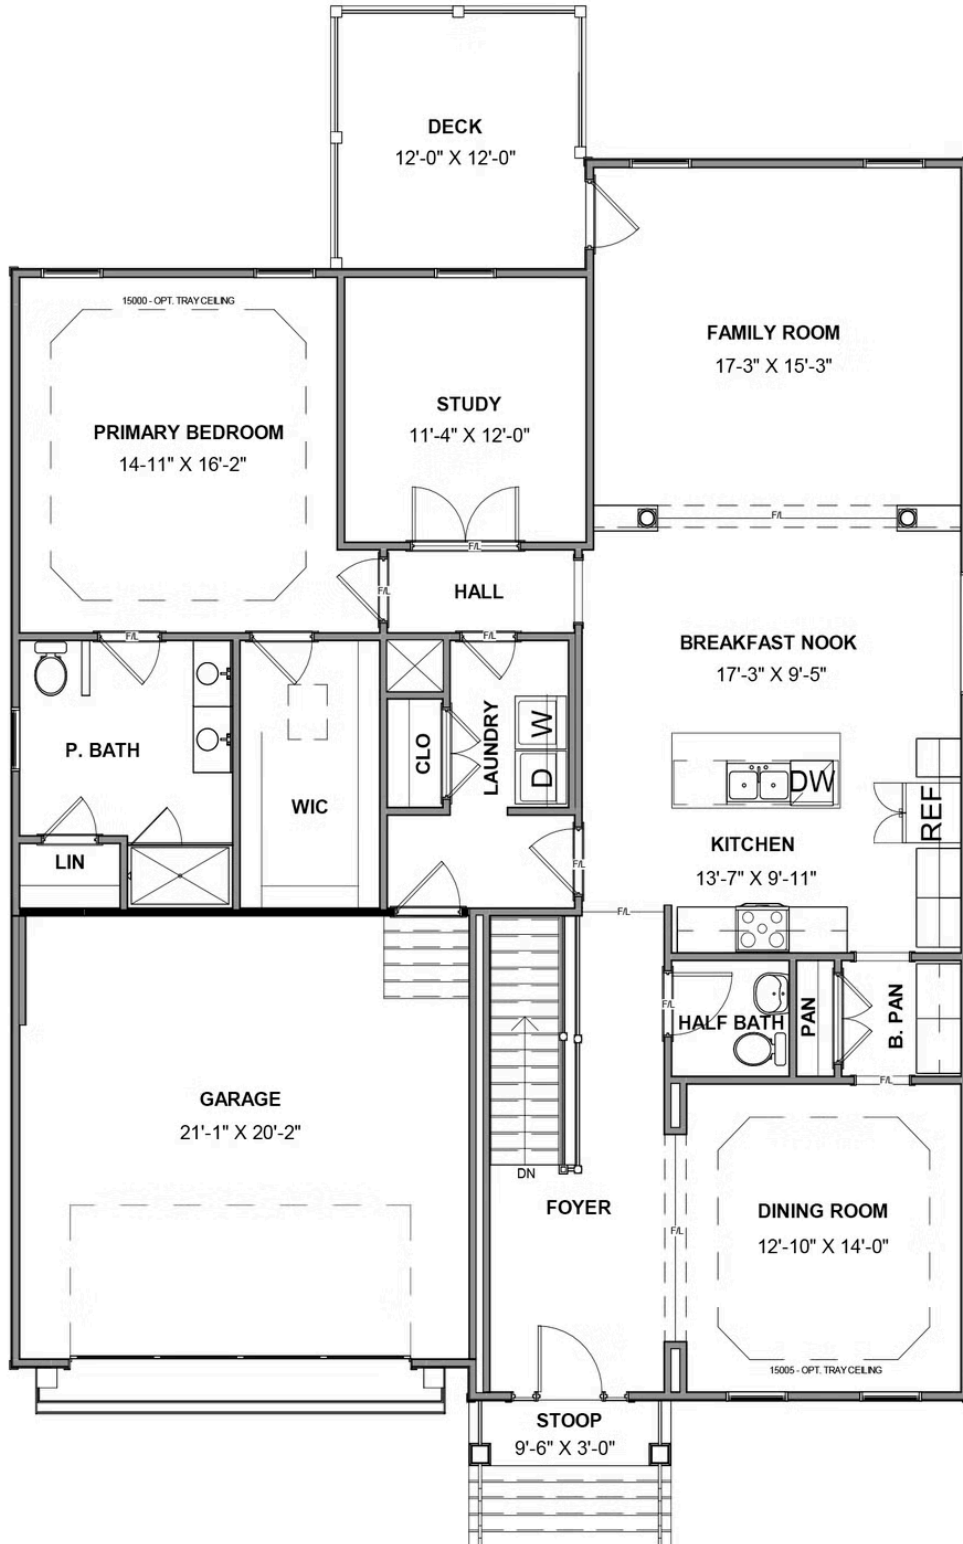 DECK
12'-0" X 12'-0"
FAMILY ROOM
17-3" X 15'-3"
15000 - OPT. TRAY CEILING
PRIMARY BEDROOM
14-11" X 16'-2"
STUDY
11'-4" X 12'-0"
F/L
F/L
HALL
F/L
F/L
F/L
BREAKFAST NOOK
17'-3" X 9'-5"
P. BATH
WIC
CLO
LAUNDRY
W
D
DW
REF
LIN
KITCHEN
13'-7" X 9'-11"
F/L
F/L
F/L
HALF BATH
PAN
B. PAN
F/L
GARAGE
21'-1" X 20'-2"
DN
FOYER
F/L
DINING ROOM
12'-10" X 14'-0"
15005 - OPT. TRAY CEILING
STOOP
9'-6" X 3'-0"